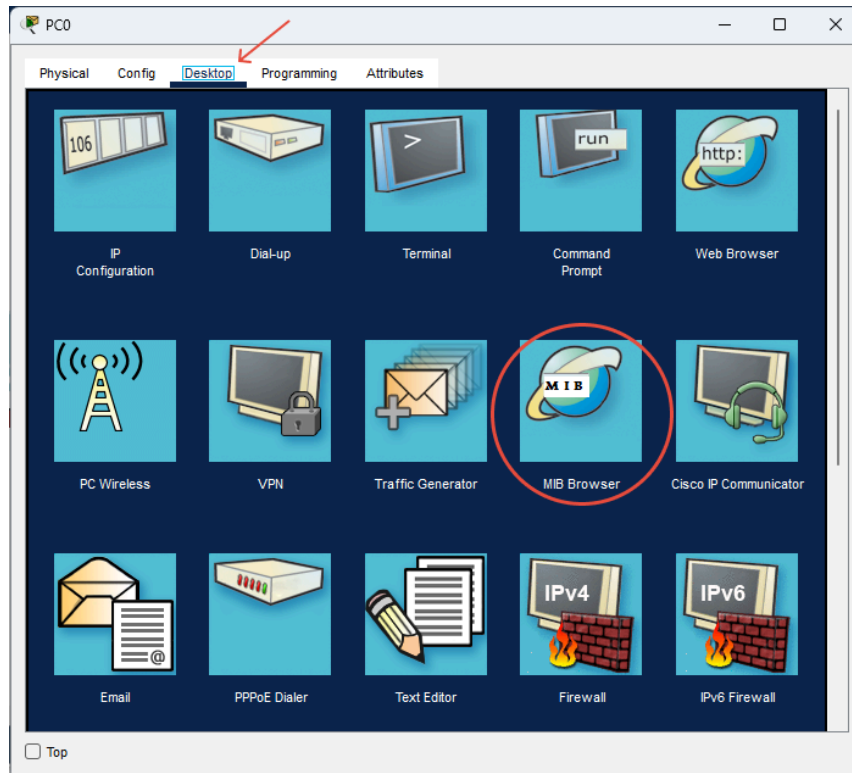 PC0
Physical Config Desktop Programming Attributes
106
>
run
http:
IP
Configuration
Dial-up
Terminal
Command
Prompt
Web Browser
M I B
PC Wireless
VPN
Traffic Generator
MIB Browser
Cisco IP Communicator
@
IPv4
IPv6
Email
PPPoE Dialer
Text Editor
Firewall
IPv6 Firewall
Top